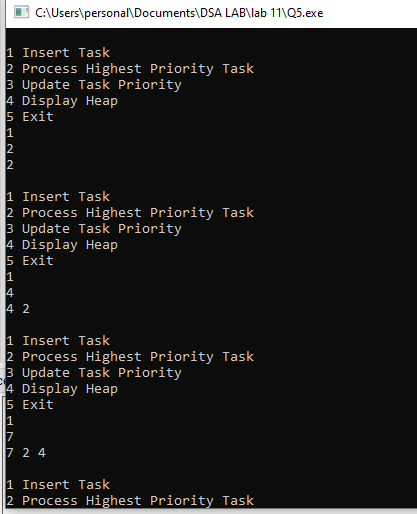 C:\Users\personal\Documents\DSA LAB\lab 11\Q5.exe
1 Insert Task
2 Process Highest Priority Task
3 Update Task Priority
4 Display Heap
5 Exit
1
2
2
1 Insert Task
2 Process Highest Priority Task
3 Update Task Priority
4 Display Heap
5 Exit
1
4
4 2
1 Insert Task
2 Process Highest Priority Task
3 Update Task Priority
4 Display Heap
5 Exit
1
7
7 2 4
1 Insert Task
2 Process Highest Priority Task